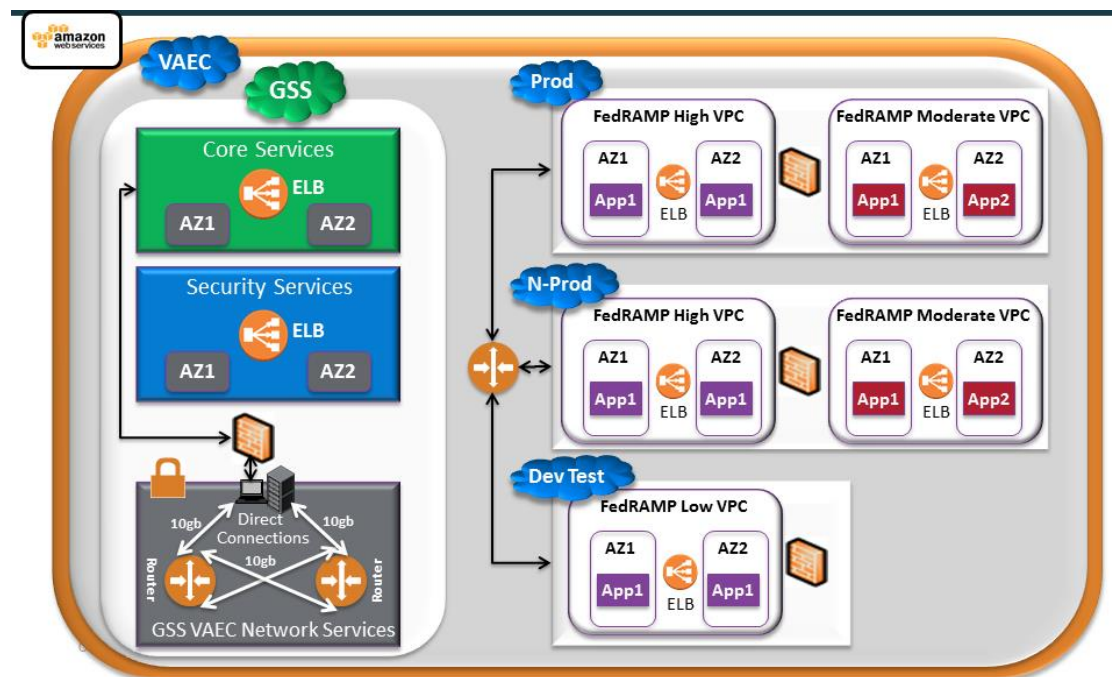 amazon
web services
VAEC
GSS
Core Services
ELB
AZ1
AZ2
Security Services
ELB
AZ1
AZ2
10gb
Direct
Connections
10gb
10gb
Router
Router
GSS VAEC Network Services
Prod
FedRAMP High VPC
AZ1
AZ2
App1
ELB
App1
FedRAMP Moderate VPC
AZ1
AZ2
App1
ELB
App2
N-Prod
FedRAMP High VPC
AZ1
AZ2
App1
ELB
App1
FedRAMP Moderate VPC
AZ1
AZ2
App1
ELB
App2
Dev Test
FedRAMP Low VPC
AZ1
AZ2
App1
ELB
App1